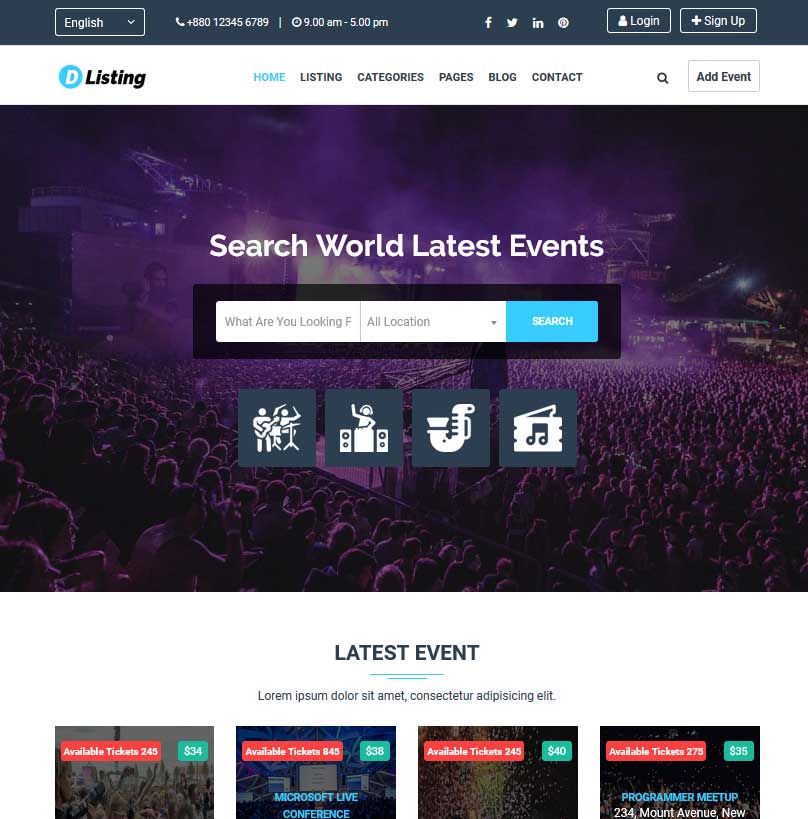 English
+880 12345 6789 | 9.00 am - 5.00 pm
Login
Sign Up
D Listing
HOME LISTING CATEGORIES PAGES BLOG CONTACT
Add Event
Search World Latest Events
What Are You Looking F
All Location
SEARCH
LATEST EVENT
Lorem ipsum dolor sit amet, consectetur adipisicing elit.
Available Tickets 245
$34
Available Tickets 845
$38
MICROSOFT LIVE
CONFERENCE
Available Tickets 245
$40
Available Tickets 275
$35
PROGRAMMER MEETUP
234, Mount Avenue, New